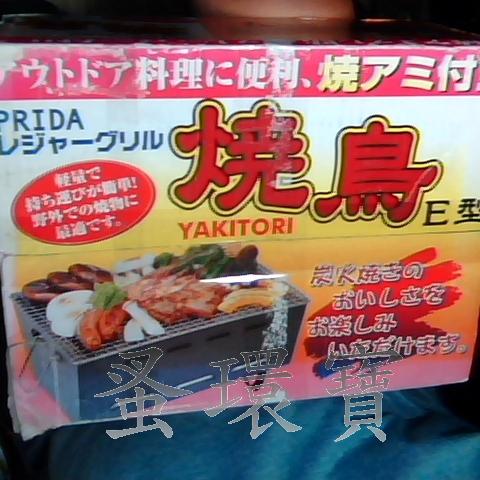 アウトドア料理に便利、焼アミ付
PRIDA
レジャーグリル
焼鳥 E型
YAKITORI
軽量で
持ち運びが簡単!
野外での焼物に
最適です。
炭火焼きの
おいしさを
お楽しみ
いただけます。
蚤環寶